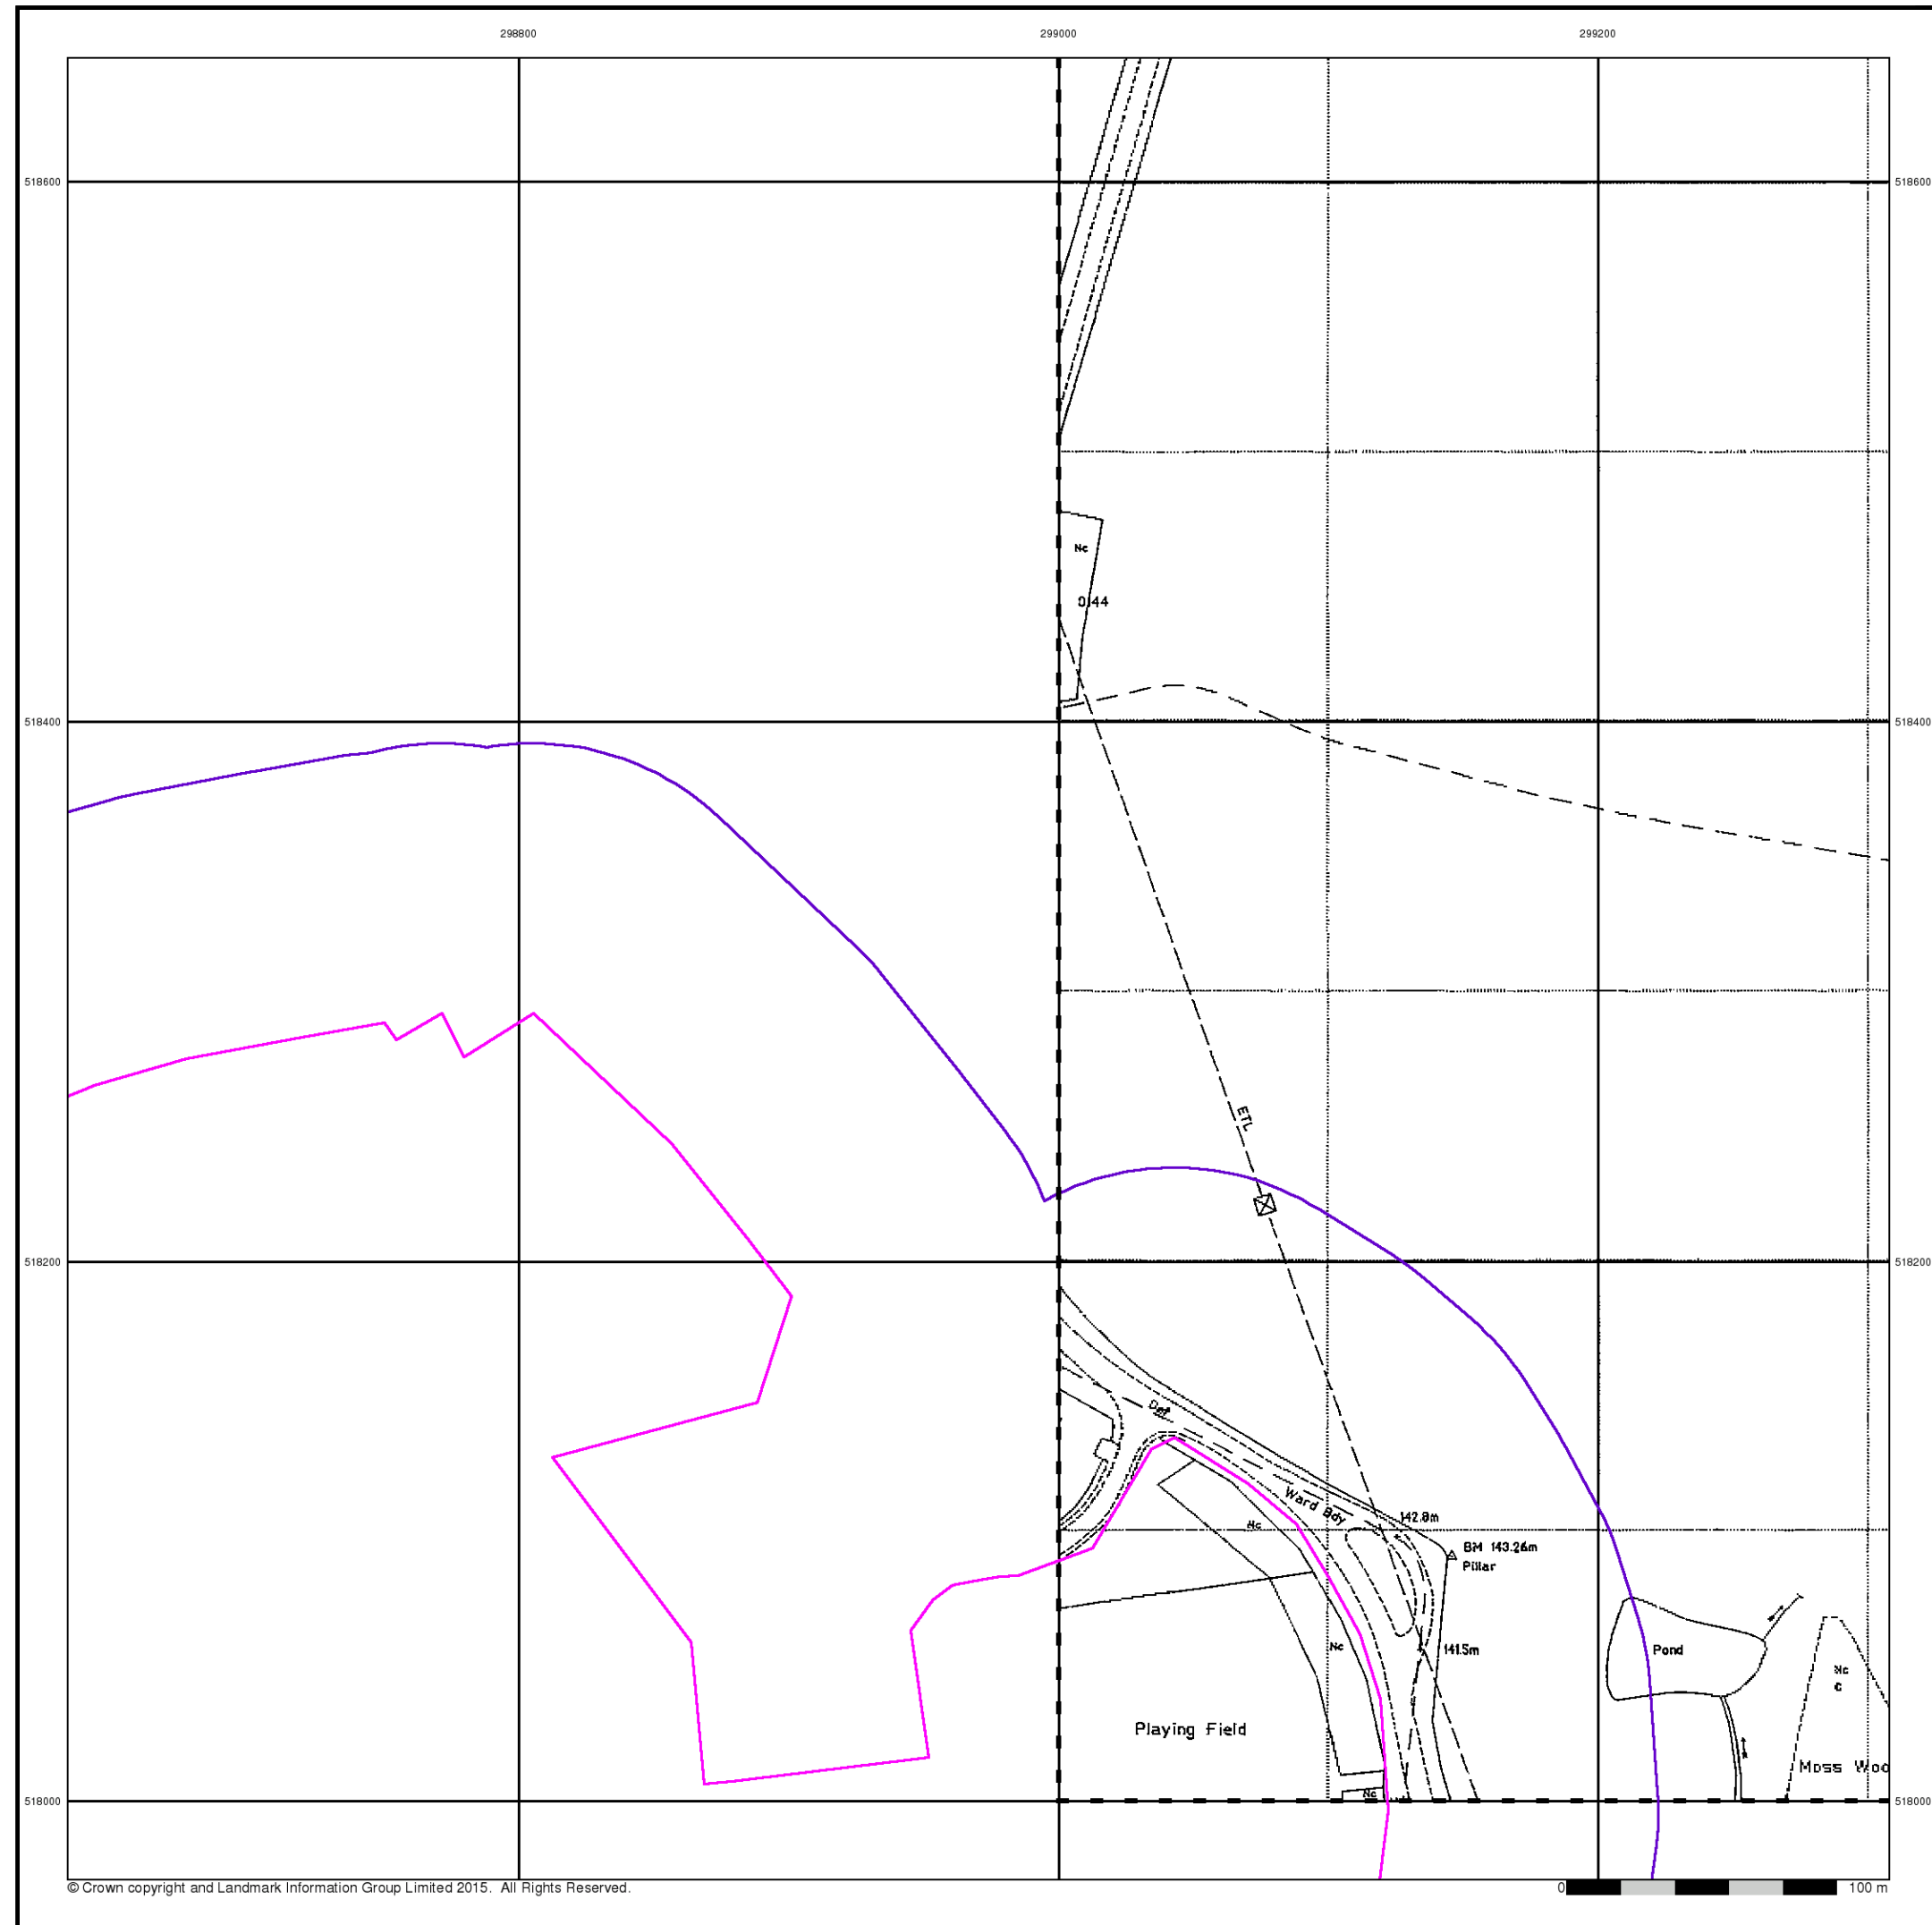 298800 299000 299200
518600 518600
Nc
0144
518400
ETL
518200 518200
Def
Ward Bdy
142.8m
Nc
BM 143.26m
Pillar
Nc
141.5m
Pond
Nc
C
Playing Field
Moss Woo
Nc
518000 518000
© Crown copyright and Landmark Information Group Limited 2015. All Rights Reserved.
0 100 m
518400